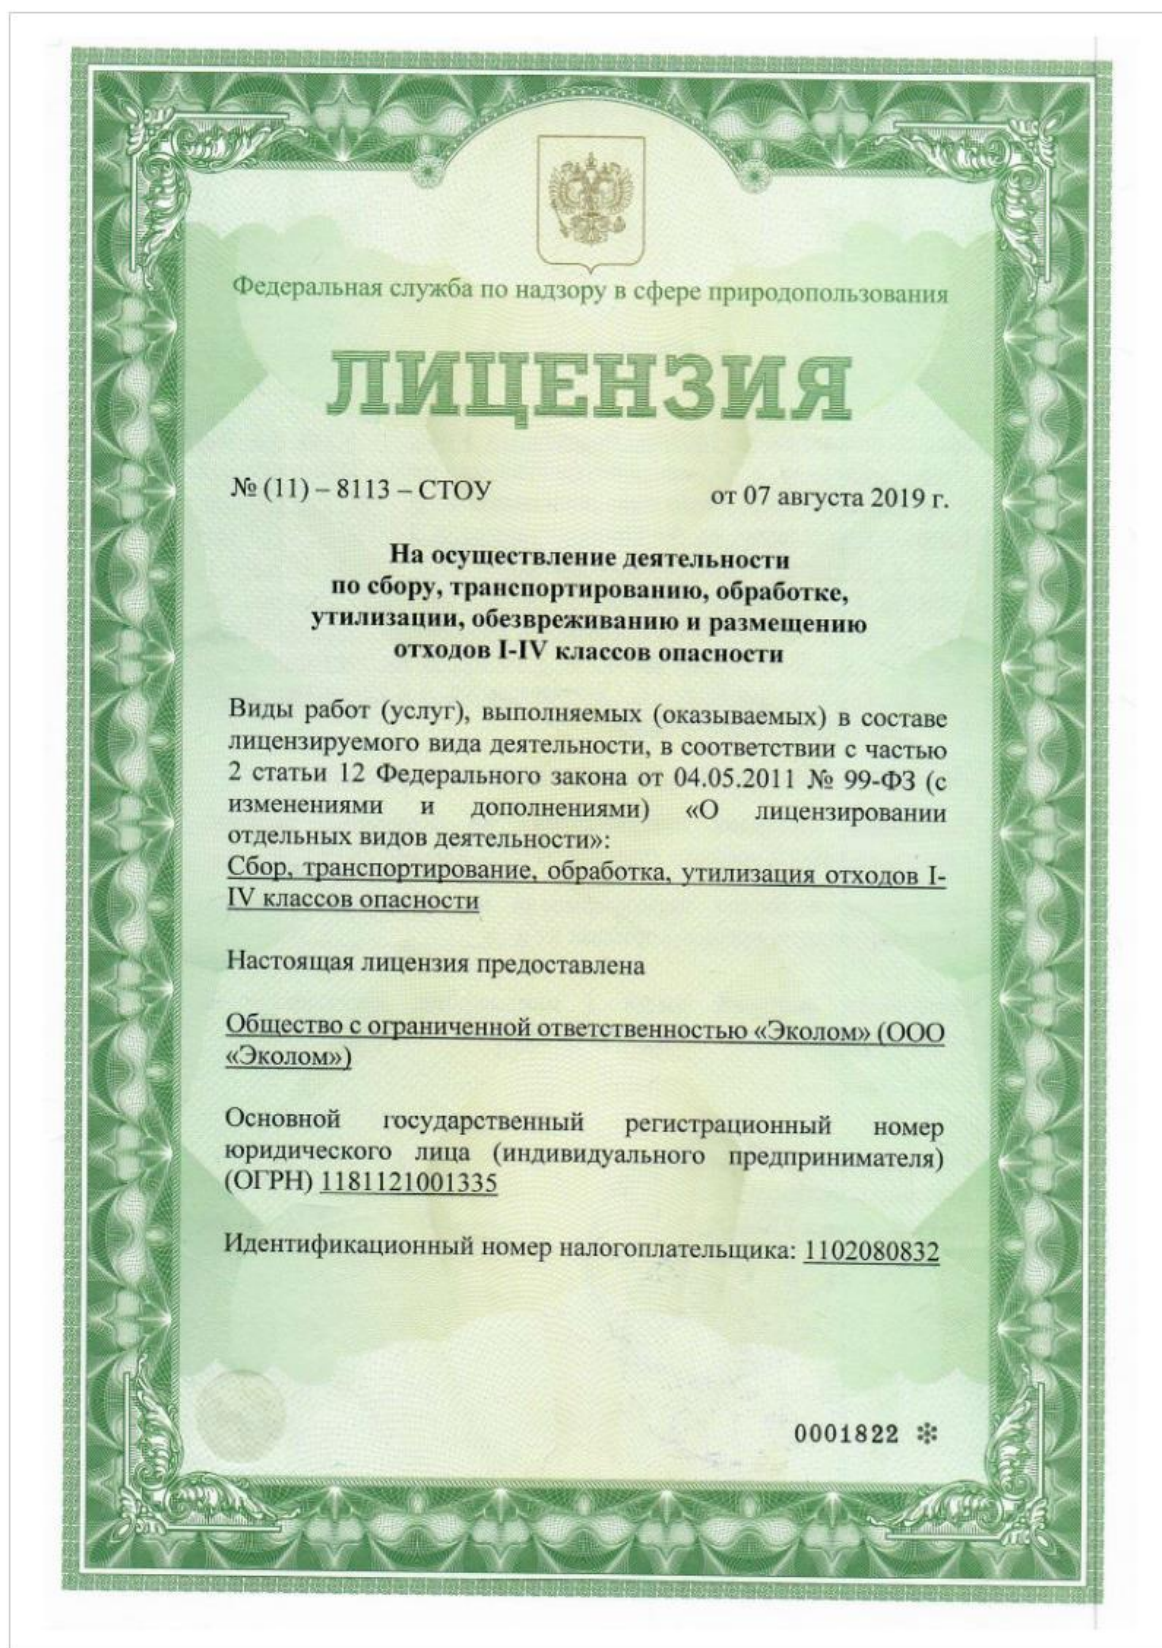 Федеральная служба по надзору в сфере природопользования
ЛИЦЕНЗИЯ
№ (11) – 8113 – СТОУ от 07 августа 2019 г.
На осуществление деятельности
по сбору, транспортированию, обработке,
утилизации, обезвреживанию и размещению
отходов I-IV классов опасности
Виды работ (услуг), выполняемых (оказываемых) в составе
лицензируемого вида деятельности, в соответствии с частью
2 статьи 12 Федерального закона от 04.05.2011 № 99-ФЗ (с
изменениями и дополнениями) «О лицензировании
отдельных видов деятельности»:
Сбор, транспортирование, обработка, утилизация отходов I-
IV классов опасности
Настоящая лицензия предоставлена
Общество с ограниченной ответственностью «Эколом» (ООО
«Эколом»)
Основной государственный регистрационный номер
юридического лица (индивидуального предпринимателя)
(ОГРН) 1181121001335
Идентификационный номер налогоплательщика: 1102080832
0001822 ✻